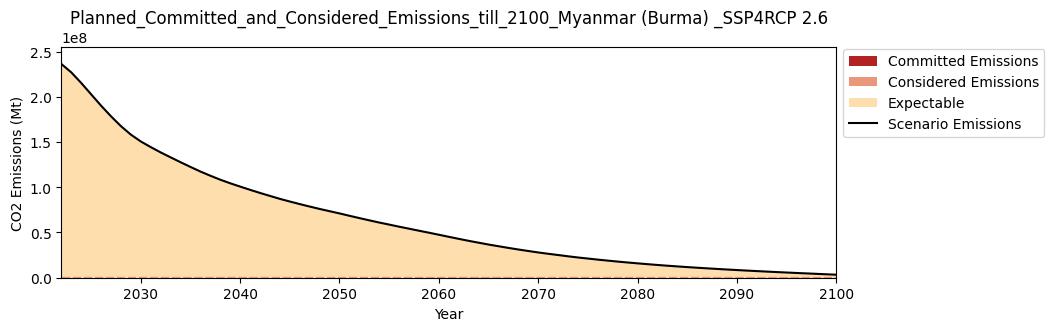 Planned_Committed_and_Considered_Emissions_till_2100_Myanmar (Burma) _SSP4RCP 2.6
1e8
2.5
2.0
1.5
1.0
0.5
0.0
CO2 Emissions (Mt)
2030 2040 2050 2060 2070 2080 2090 2100
Year
Committed Emissions
Considered Emissions
Expectable
Scenario Emissions